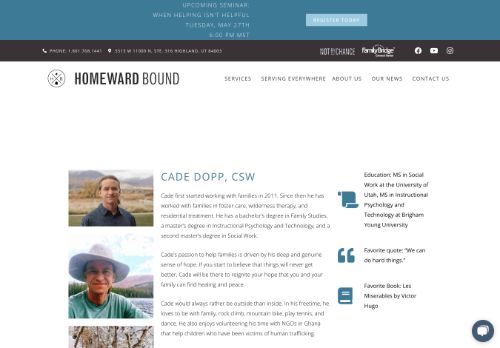 UPCOMING SEMINAR:
WHEN HELPING ISN'T HELPFUL
TUESDAY, MAY 27TH
6:00 PM MST
REGISTER TODAY
PHONE: 1.801.768.1441
5513 W 11000 N, STE. 316 HIGHLAND, UT 84003
NOT BY CHANCE
FamilyBridge
HOMEWARD BOUND
SERVICES
SERVING EVERYWHERE
ABOUT US
OUR NEWS
CONTACT US
CADE DOPP, CSW
Cade first started working with families in 2011. Since then he has
worked with families in foster care, wilderness therapy, and
residential treatment. He has a bachelor's degree in Family Studies,
a master's degree in Instructional Psychology and Technology, and a
second master's degree in Social Work.
Cade's passion to help families is driven by his deep and genuine
sense of hope. If you start to believe that things will never get
better, Cade will be there to reignite your hope that you and your
family can find healing and peace.
Cade would always rather be outside than inside. In his freetime, he
loves to be with family, rock climb, mountain bike, play tennis, and
dance. He also enjoys volunteering his time with NGOs in Ghana
that help children who have been victims of human trafficking.
Education: MS in Social
Work at the University of
Utah, MS in Instructional
Psychology and
Technology at Brigham
Young University
Favorite quote: "We can
do hard things."
Favorite Book: Les
Miserables by Victor
Hugo